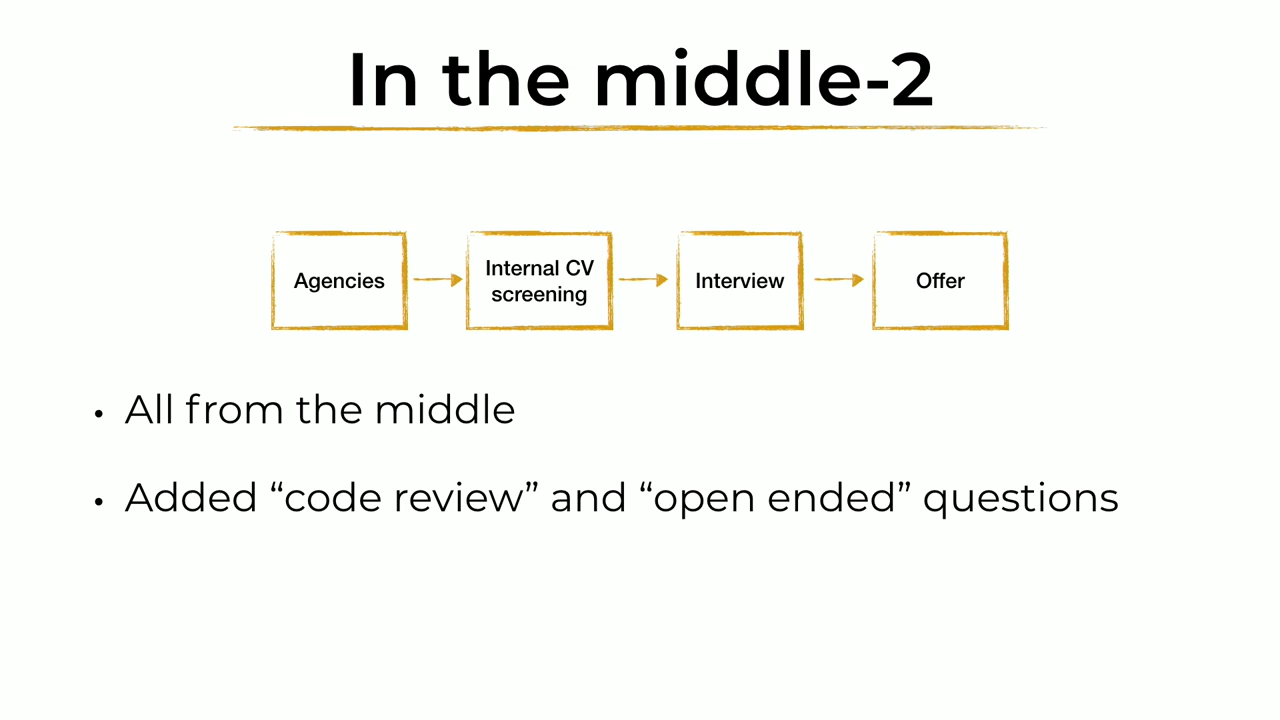 In the middle-2
Agencies
Internal CV
screening
Interview
Offer
• All from the middle
• Added “code review” and “open ended” questions